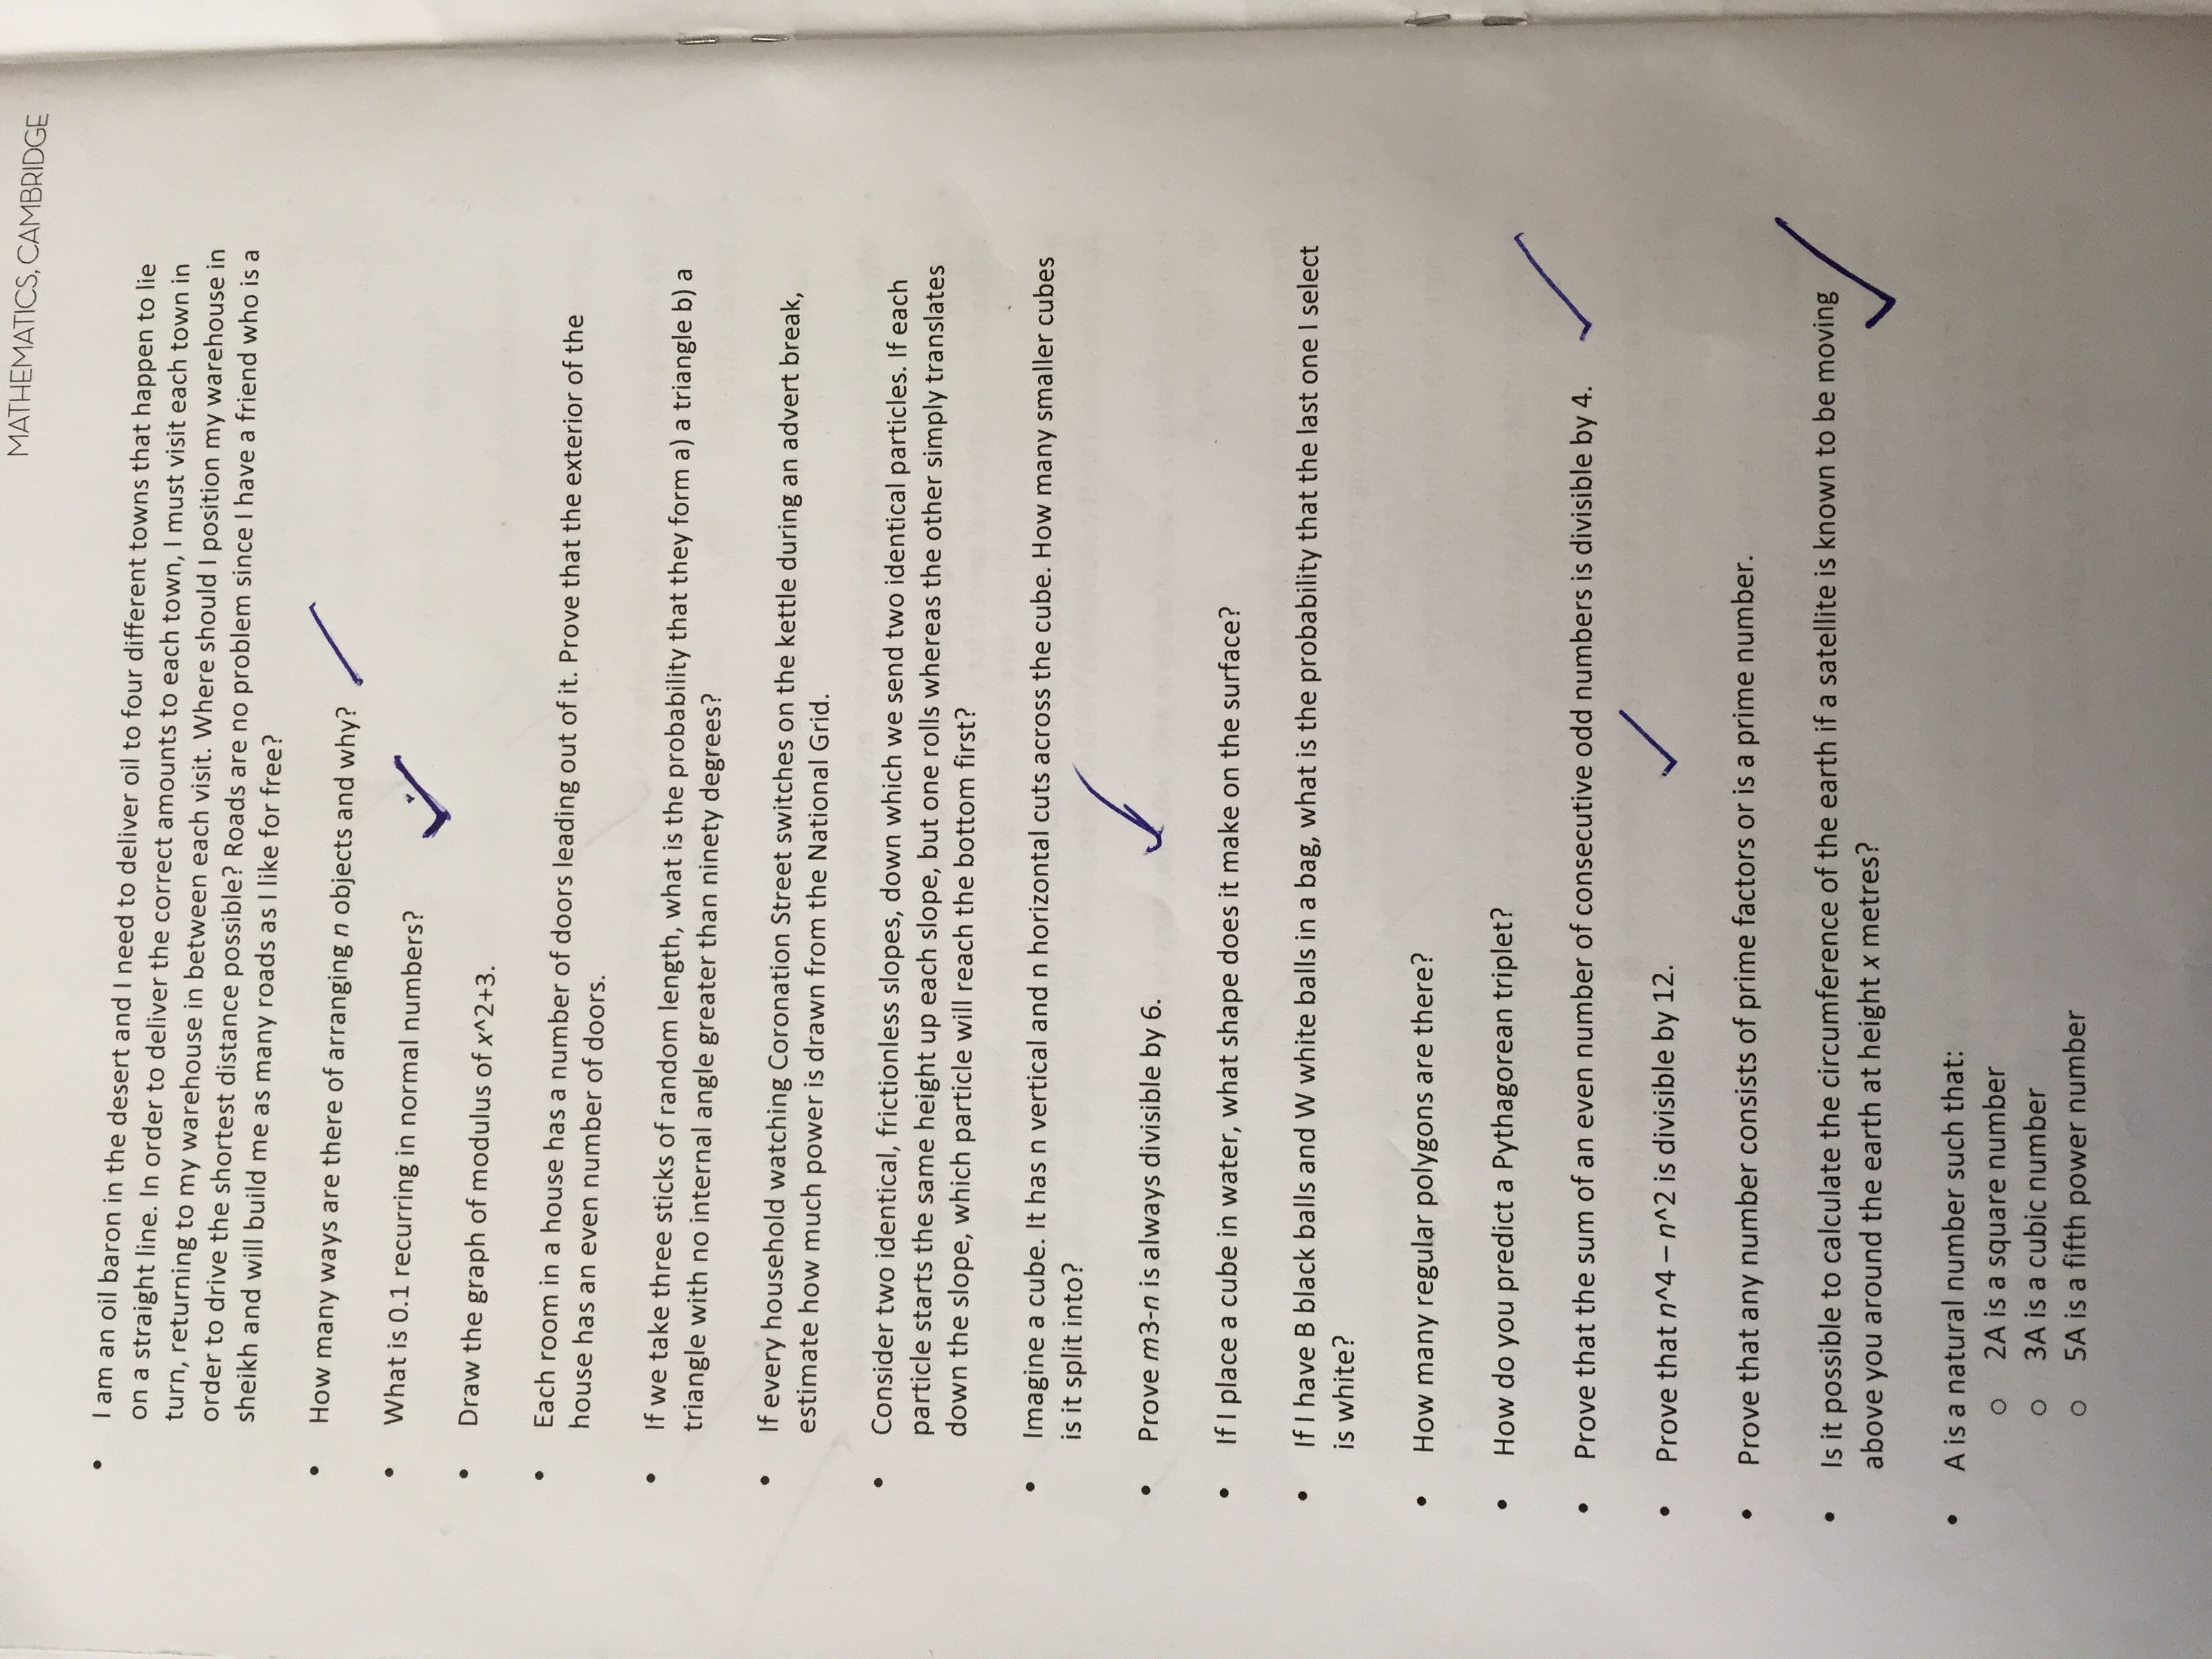 MATHEMATICS, CAMBRIDGE
• I am an oil baron in the desert and I need to deliver oil to four different towns that happen to lie
on a straight line. In order to deliver the correct amounts to each town, I must visit each town in
turn, returning to my warehouse in between each visit. Where should I position my warehouse in
order to drive the shortest distance possible? Roads are no problem since I have a friend who is a
sheikh and will build me as many roads as I like for free?
• How many ways are there of arranging n objects and why?
• What is 0.1 recurring in normal numbers?
• Draw the graph of modulus of x^2+3.
• Each room in a house has a number of doors leading out of it. Prove that the exterior of the
house has an even number of doors.
• If we take three sticks of random length, what is the probability that they form a) a triangle b) a
triangle with no internal angle greater than ninety degrees?
• If every household watching Coronation Street switches on the kettle during an advert break,
estimate how much power is drawn from the National Grid.
• Consider two identical, frictionless slopes, down which we send two identical particles. If each
particle starts the same height up each slope, but one rolls whereas the other simply translates
down the slope, which particle will reach the bottom first?
• Imagine a cube. It has n vertical and n horizontal cuts across the cube. How many smaller cubes
is it split into?
• Prove m3-n is always divisible by 6.
• If I place a cube in water, what shape does it make on the surface?
• If I have B black balls and W white balls in a bag, what is the probability that the last one I select
is white?
• How many regular polygons are there?
• How do you predict a Pythagorean triplet?
• Prove that the sum of an even number of consecutive odd numbers is divisible by 4.
• Prove that n^4 – n^2 is divisible by 12.
• Prove that any number consists of prime factors or is a prime number.
• Is it possible to calculate the circumference of the earth if a satellite is known to be moving
above you around the earth at height x metres?
• A is a natural number such that:
o 2A is a square number
o 3A is a cubic number
o 5A is a fifth power number